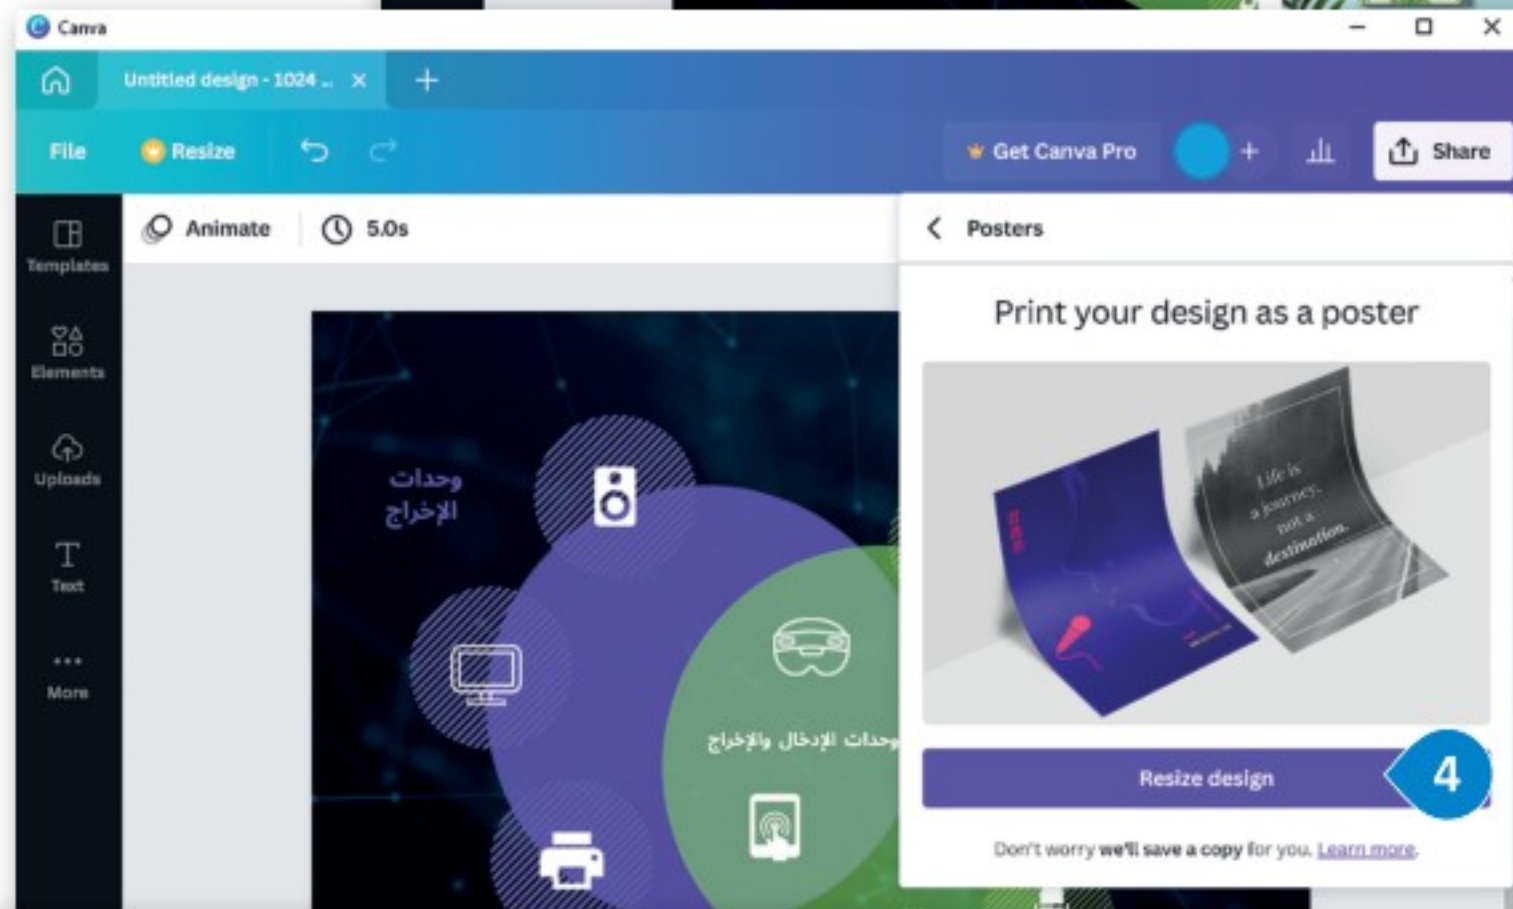 Canva
Untitled design - 1024 ...
File
Resize
Get Canva Pro
Share
Animate
5.0s
Posters
Templates
Elements
Uploads
Text
More
Print your design as a poster
Life is
a journey,
not a
destination.
وحدات
الإخراج
وحدات الإدخال والإخراج
Resize design
4
Don't worry we'll save a copy for you. Learn more.